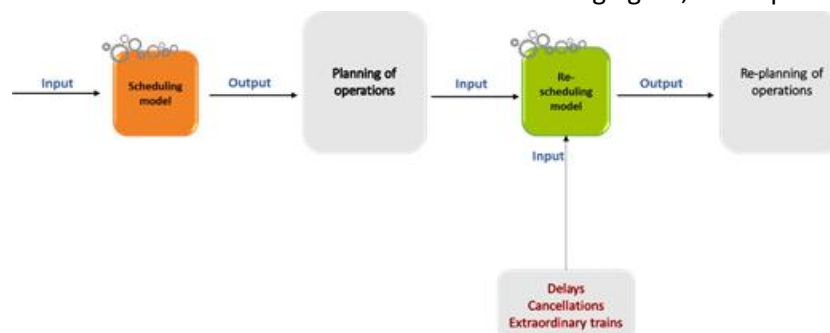 Input
Scheduling
model
Output
Planning of
operations
Input
Re-
scheduling
model
Output
Re-planning of
operations
Input
Delays
Cancellations
Extraordinary trains